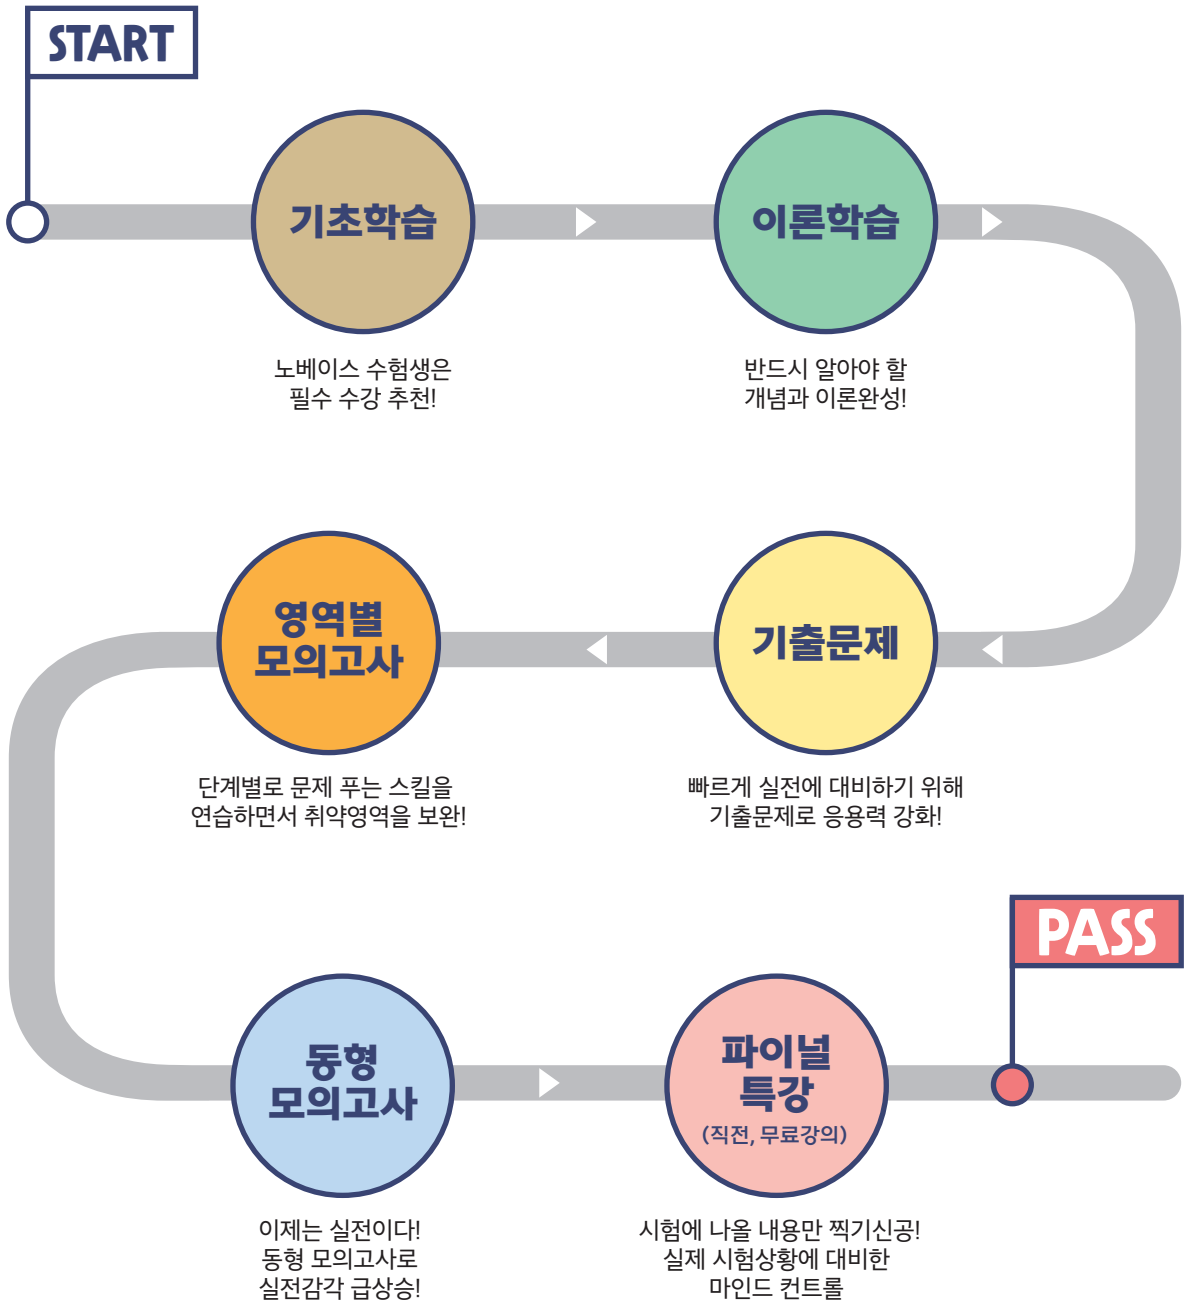 START
기초학습
노베이스 수험생은
필수 수강 추천!
이론학습
반드시 알아야 할
개념과 이론완성!
기출문제
빠르게 실전에 대비하기 위해
기출문제로 응용력 강화!
영역별
모의고사
단계별로 문제 푸는 스킬을
연습하면서 취약영역을 보완!
동형
모의고사
이제는 실전이다!
동형 모의고사로
실전감각 급상승!
파이널
특강
(직전, 무료강의)
시험에 나올 내용만 찍기신공!
실제 시험상황에 대비한
마인드 컨트롤
PASS